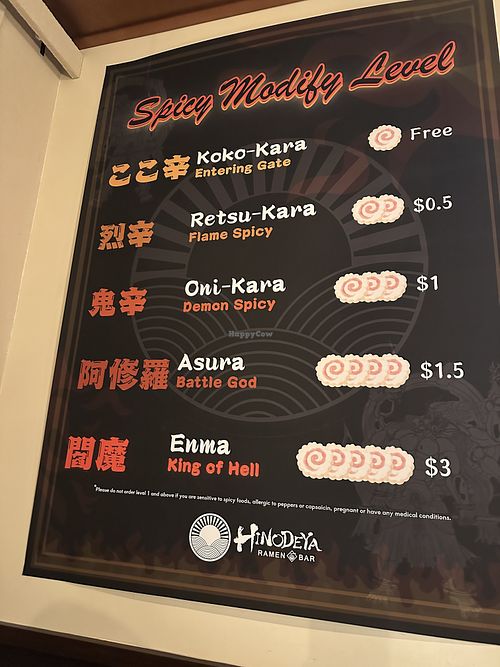 Spicy Modify Level
ここ辛 Koko-Kara Free
Entering Gate
烈辛 Retsu-Kara $0.5
Flame Spicy
鬼辛 Oni-Kara $1
Demon Spicy
阿修羅 Asura $1.5
Battle God
閻魔 Enma $3
King of Hell
*Please do not order level 1 and above if you are sensitive to spicy foods, allergic to peppers or capsaicin, pregnant or have any medical conditions.
HINODEYA
RAMEN BAR
HappyCow